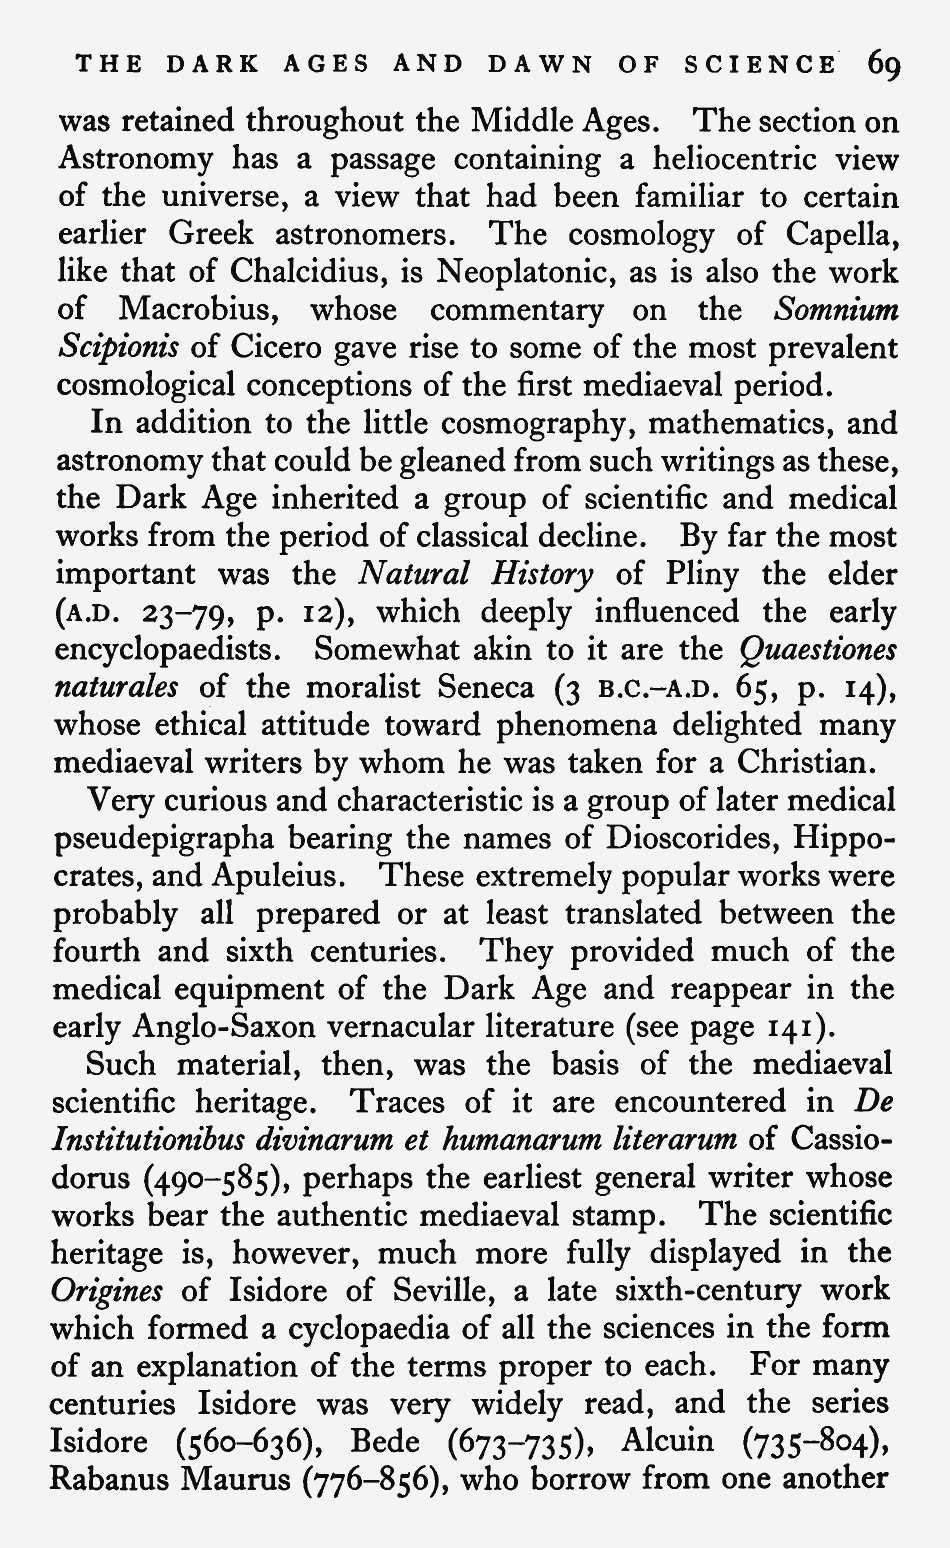 THE DARK AGES AND DAWN OF SCIENCE 69
was retained throughout the Middle Ages. The section on
Astronomy has a passage containing a heliocentric view
of the universe, a view that had been familiar to certain
earlier Greek astronomers. The cosmology of Capella,
like that of Chalcidius, is Neoplatonic, as is also the work
of Macrobius, whose commentary on the Somnium
Scipionis of Cicero gave rise to some of the most prevalent
cosmological conceptions of the first mediaeval period.
In addition to the little cosmography, mathematics, and
astronomy that could be gleaned from such writings as these,
the Dark Age inherited a group of scientific and medical
works from the period of classical decline. By far the most
important was the Natural History of Pliny the elder
(A.D. 23–79, p. 12), which deeply influenced the early
encyclopaedists. Somewhat akin to it are the Quaestiones
naturales of the moralist Seneca (3 B.C.–A.D. 65, p. 14),
whose ethical attitude toward phenomena delighted many
mediaeval writers by whom he was taken for a Christian.
Very curious and characteristic is a group of later medical
pseudepigrapha bearing the names of Dioscorides, Hippo-
crates, and Apuleius. These extremely popular works were
probably all prepared or at least translated between the
fourth and sixth centuries. They provided much of the
medical equipment of the Dark Age and reappear in the
early Anglo-Saxon vernacular literature (see page 141).
Such material, then, was the basis of the mediaeval
scientific heritage. Traces of it are encountered in De
Institutionibus divinarum et humanarum literarum of Cassio-
dorus (490–585), perhaps the earliest general writer whose
works bear the authentic mediaeval stamp. The scientific
heritage is, however, much more fully displayed in the
Origines of Isidore of Seville, a late sixth-century work
which formed a cyclopaedia of all the sciences in the form
of an explanation of the terms proper to each. For many
centuries Isidore was very widely read, and the series
Isidore (560–636), Bede (673–735), Alcuin (735–804),
Rabanus Maurus (776–856), who borrow from one another